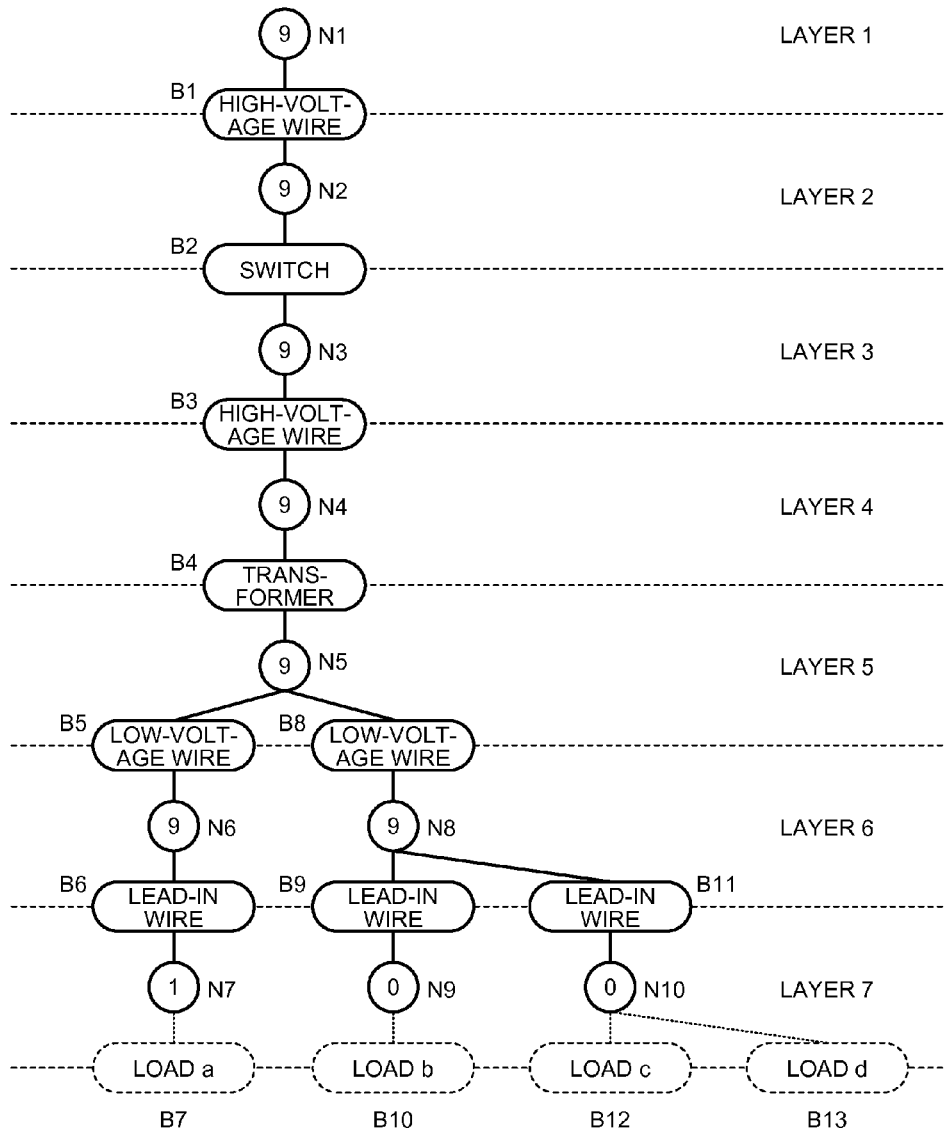 9 N1 LAYER 1
B1 HIGH-VOLT-
AGE WIRE
9 N2 LAYER 2
B2 SWITCH
9 N3 LAYER 3
B3 HIGH-VOLT-
AGE WIRE
9 N4 LAYER 4
B4 TRANS-
FORMER
9 N5 LAYER 5
B5 LOW-VOLT- B8 LOW-VOLT-
AGE WIRE AGE WIRE
9 N6 9 N8 LAYER 6
B6 LEAD-IN B9 LEAD-IN LEAD-IN B11
WIRE WIRE WIRE
1 N7 0 N9 0 N10 LAYER 7
LOAD a LOAD b LOAD c LOAD d
B7 B10 B12 B13